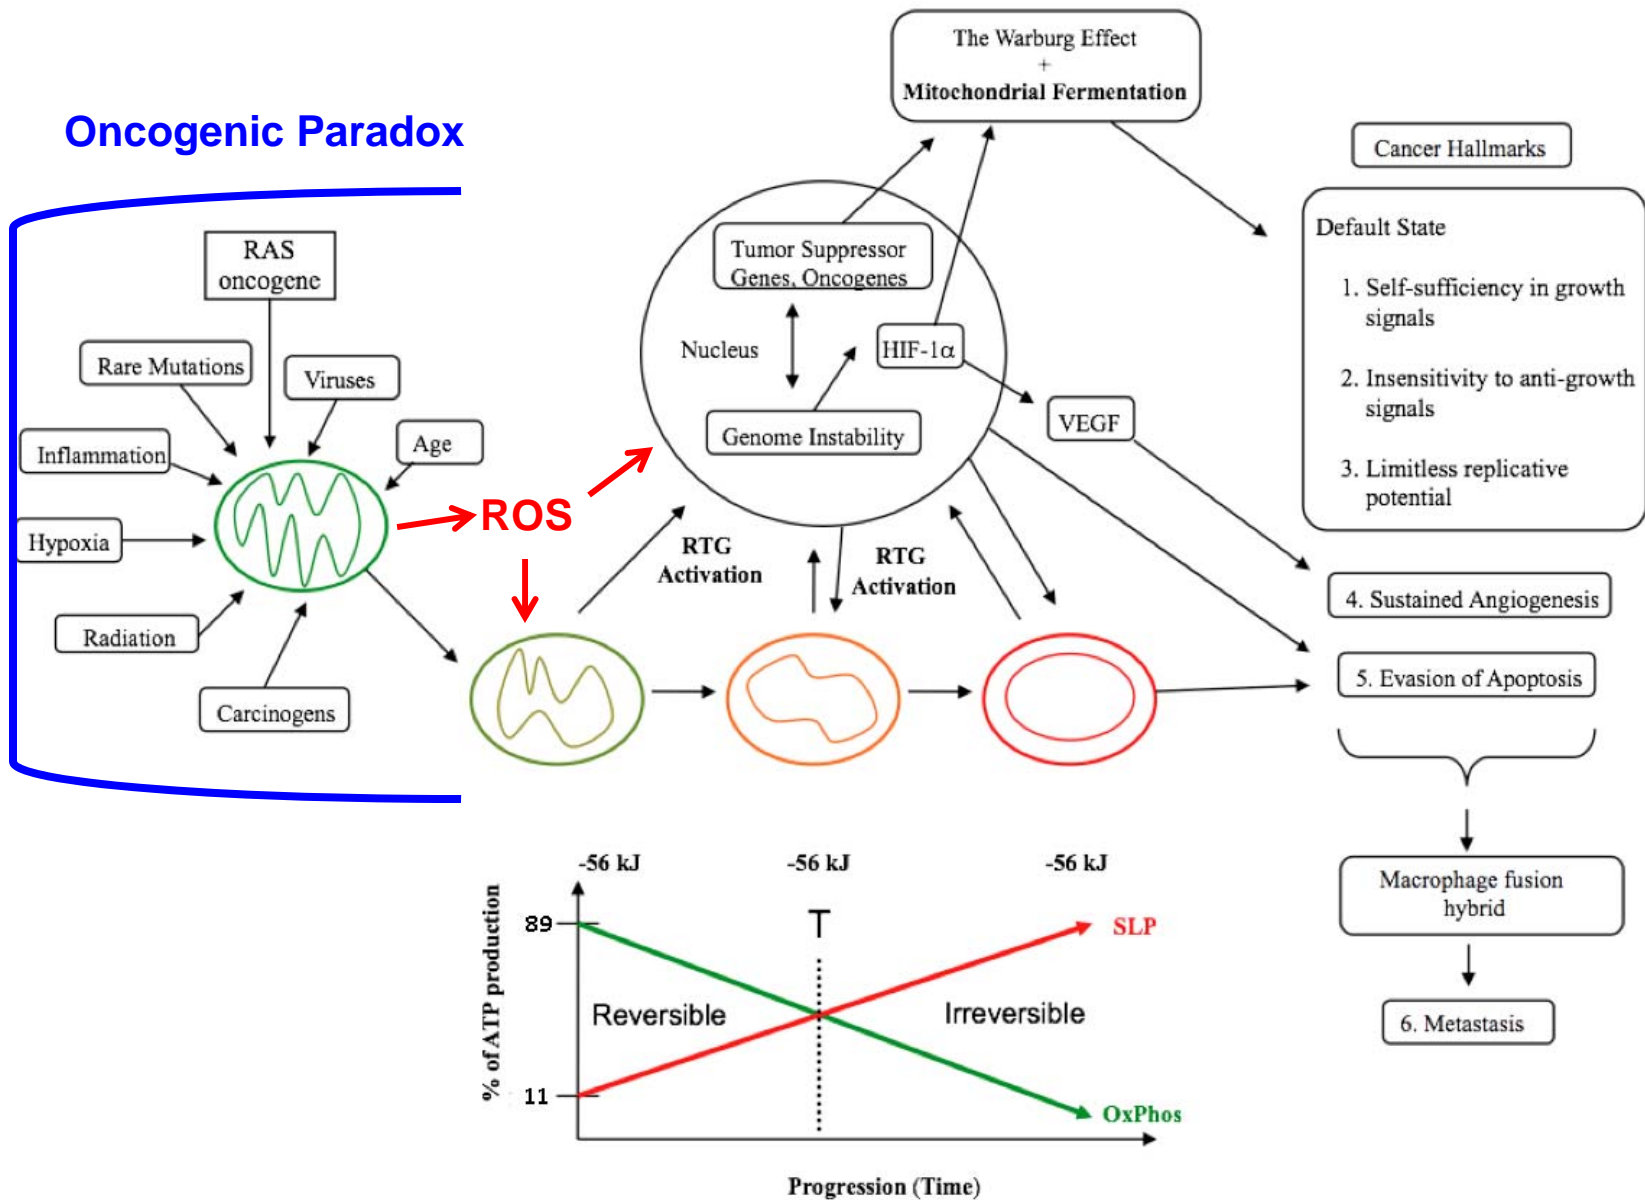 The Warburg Effect
+
Mitochondrial Fermentation
Oncogenic Paradox
Cancer Hallmarks
RAS
oncogene
Rare Mutations
Viruses
Inflammation
Age
Hypoxia
Radiation
Carcinogens
ROS
Tumor Suppressor
Genes, Oncogenes
Nucleus
HIF-1α
Genome Instability
VEGF
RTG
Activation
RTG
Activation
Default State
1. Self-sufficiency in growth
signals
2. Insensitivity to anti-growth
signals
3. Limitless replicative
potential
4. Sustained Angiogenesis
5. Evasion of Apoptosis
Macrophage fusion
hybrid
6. Metastasis
-56 kJ
-56 kJ
-56 kJ
% of ATP production
89
11
T
Reversible
Irreversible
SLP
OxPhos
Progression (Time)